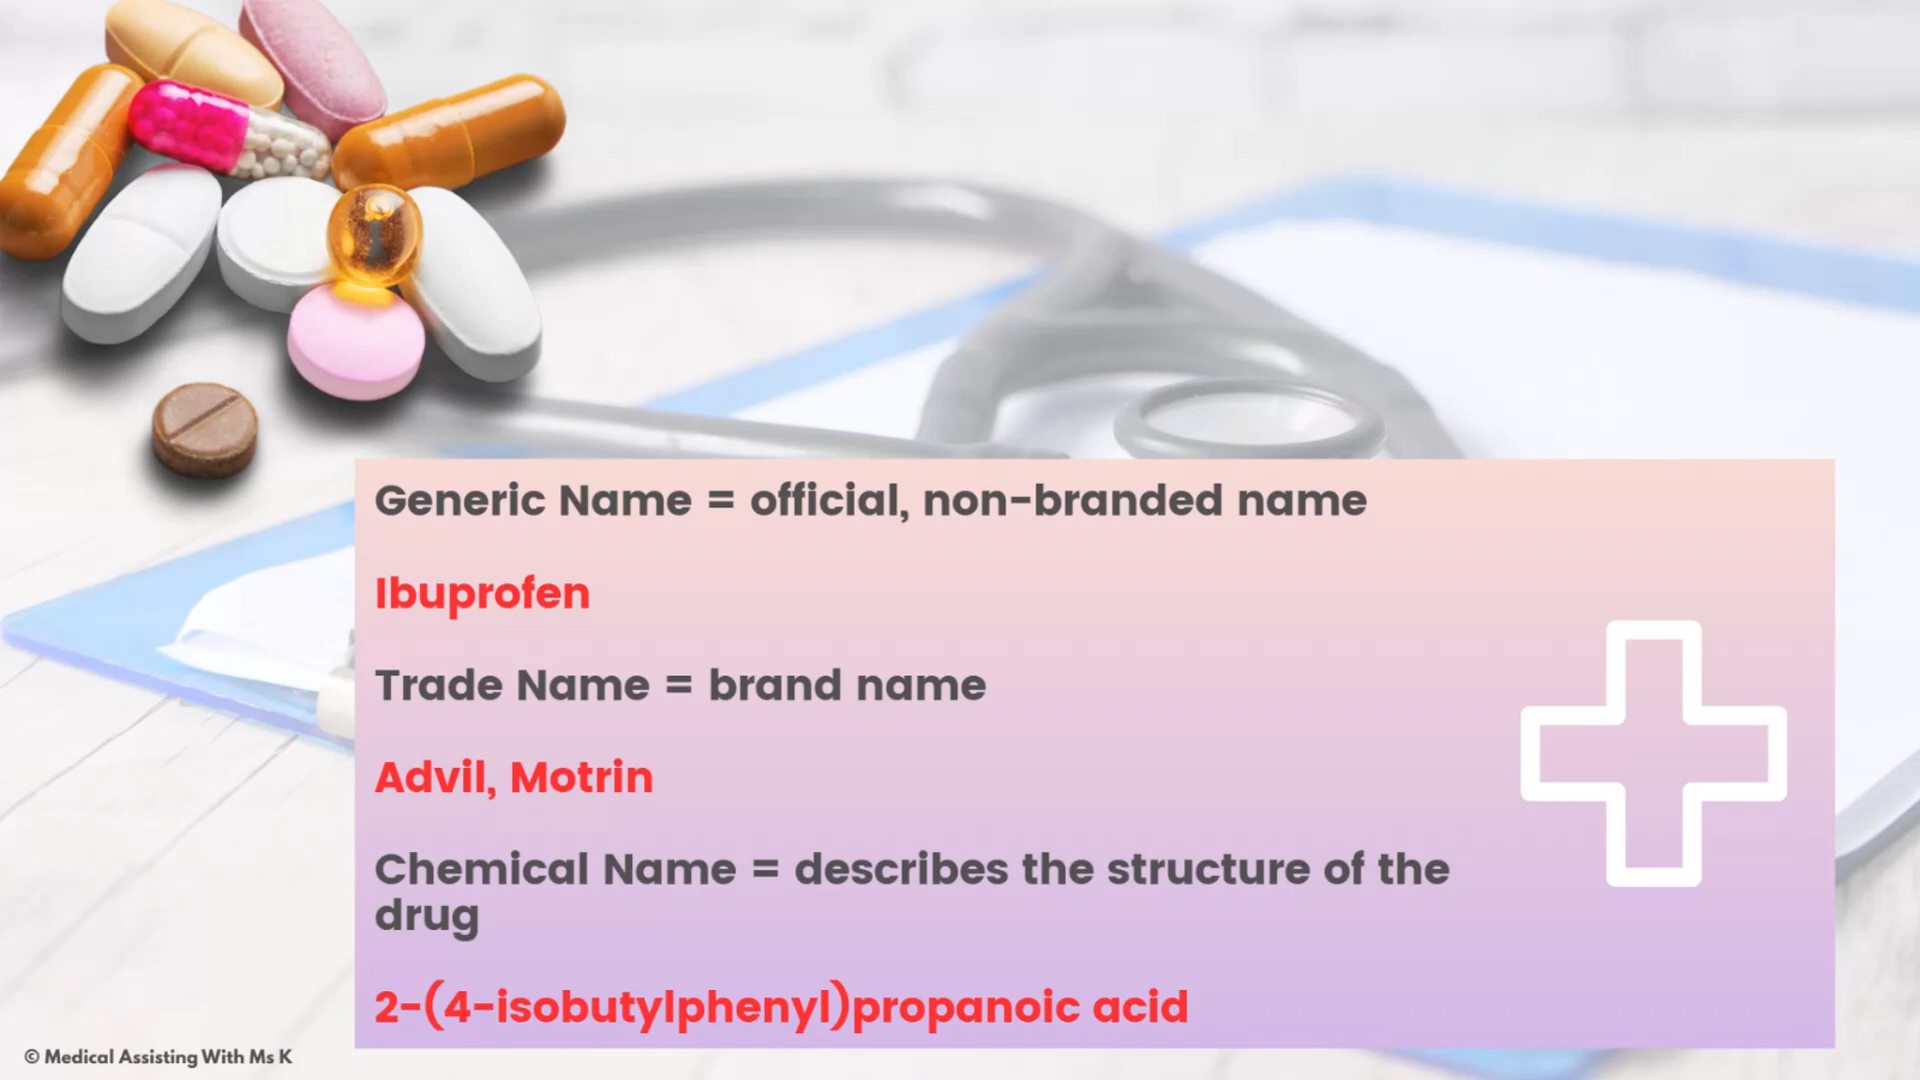 Generic Name = official, non-branded name
Ibuprofen
Trade Name = brand name
Advil, Motrin
Chemical Name = describes the structure of the
drug
2-(4-isobutylphenyl)propanoic acid
© Medical Assisting With Ms K